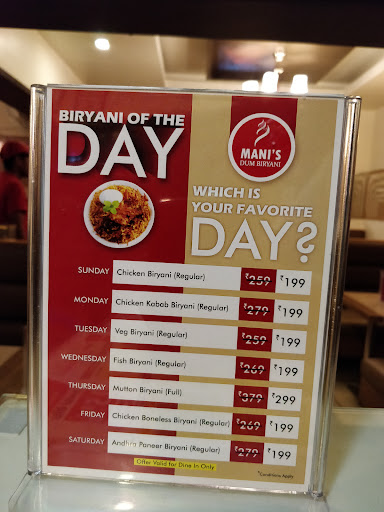 BIRYANI OF THE
DAY
MANI'S
DUM BIRYANI
WHICH IS
YOUR FAVORITE
DAY?
SUNDAY Chicken Biryani (Regular) ₹259 ₹199
MONDAY Chicken Kabab Biryani (Regular) ₹279 ₹199
TUESDAY Veg Biryani (Regular) ₹259 ₹199
WEDNESDAY Fish Biryani (Regular) ₹269 ₹199
THURSDAY Mutton Biryani (Full) ₹379 ₹299
FRIDAY Chicken Boneless Biryani (Regular) ₹269 ₹199
SATURDAY Andhra Paneer Biryani (Regular) ₹279 ₹199
Offer Valid for Dine In Only
*Conditions Apply